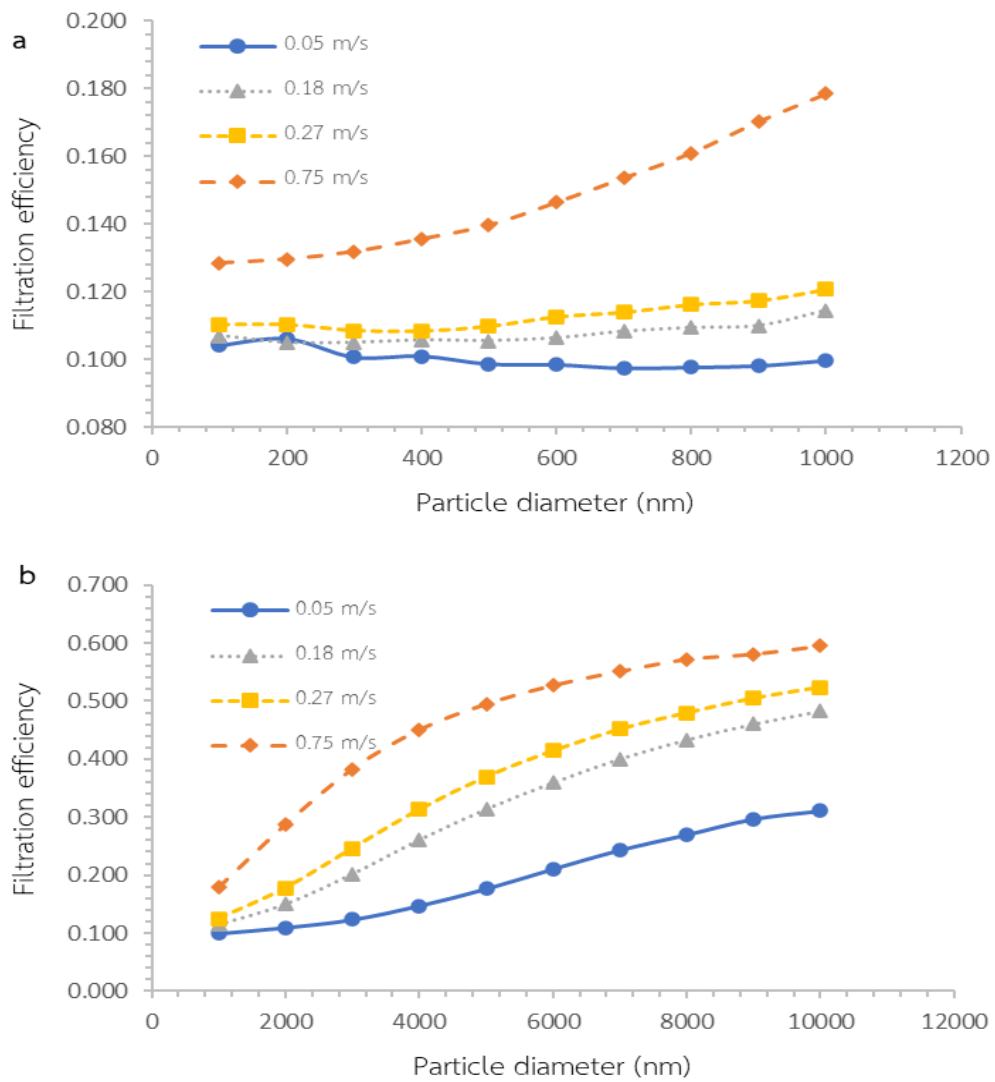 a
Filtration efficiency
0.200
0.180
0.160
0.140
0.120
0.100
0.080
0.05 m/s
0.18 m/s
0.27 m/s
0.75 m/s
0 200 400 600 800 1000 1200
Particle diameter (nm)
b
Filtration efficiency
0.700
0.600
0.500
0.400
0.300
0.200
0.100
0.000
0.05 m/s
0.18 m/s
0.27 m/s
0.75 m/s
0 2000 4000 6000 8000 10000 12000
Particle diameter (nm)